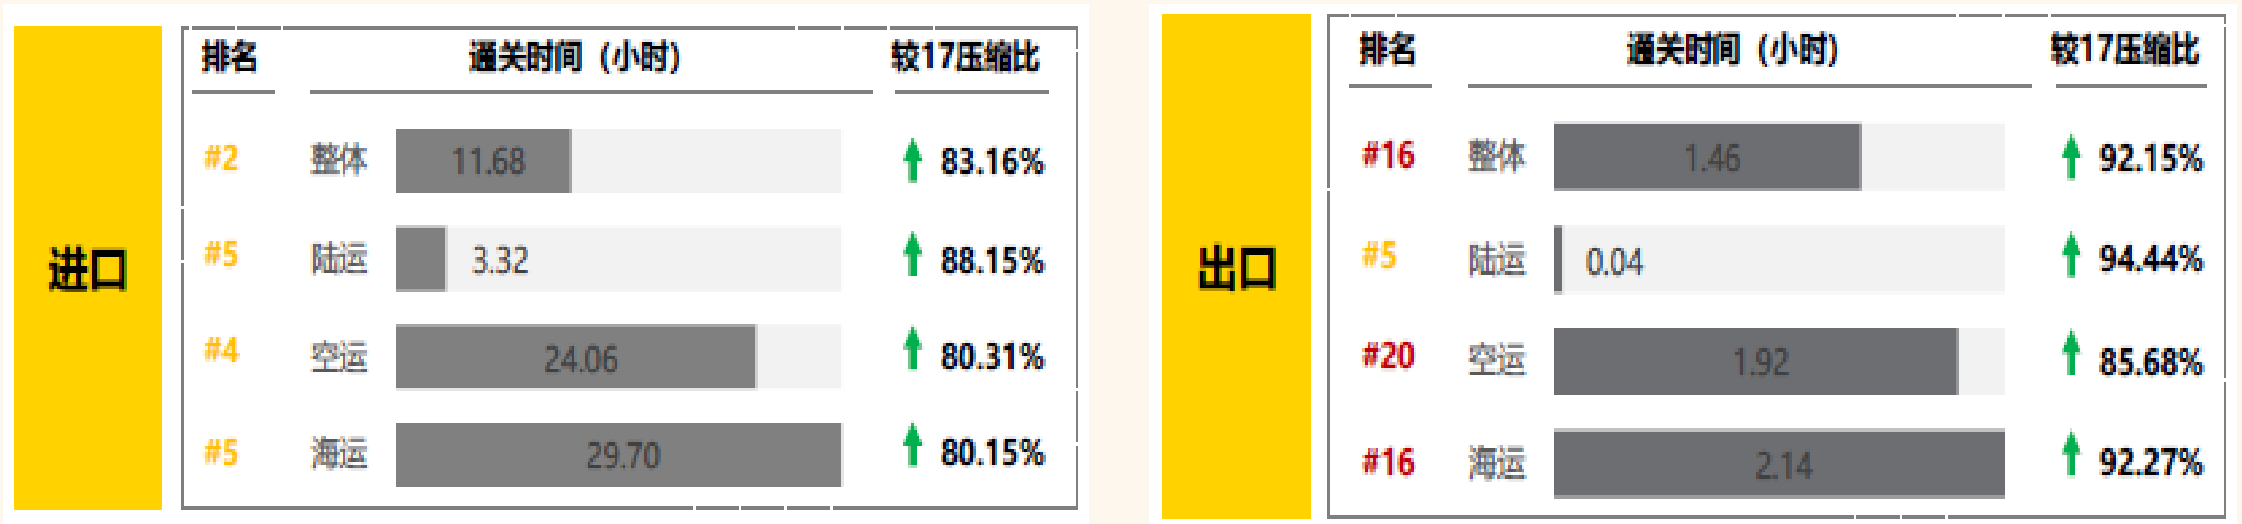 进口
排名 通关时间（小时） 较17压缩比
#2 整体 11.68 83.16%
#5 陆运 3.32 88.15%
#4 空运 24.06 80.31%
#5 海运 29.70 80.15%
出口
排名 通关时间（小时） 较17压缩比
#16 整体 1.46 92.15%
#5 陆运 0.04 94.44%
#20 空运 1.92 85.68%
#16 海运 2.14 92.27%